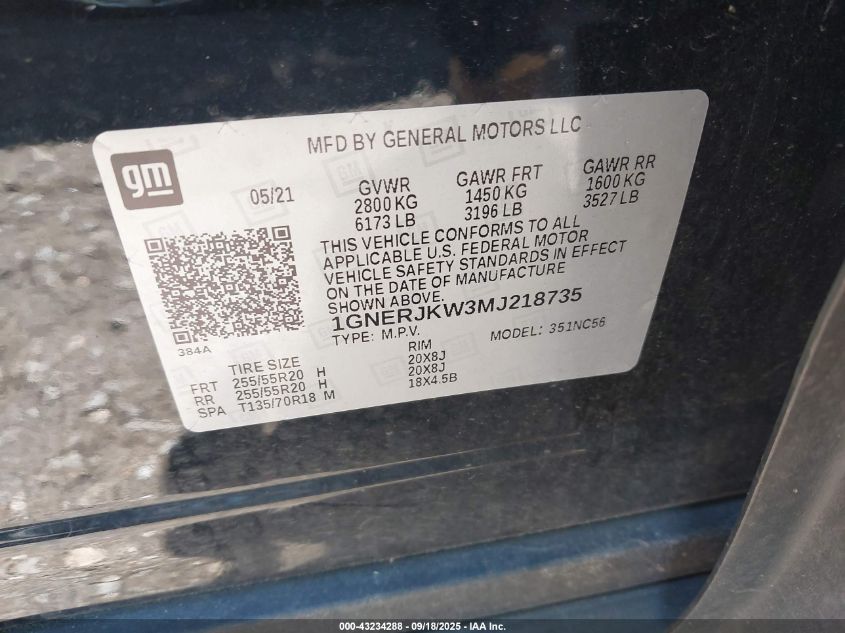 MFD BY GENERAL MOTORS LLC
gm
05/21
GVWR
2800 KG
6173 LB
GAWR FRT
1450 KG
3196 LB
GAWR RR
1600 KG
3527 LB
THIS VEHICLE CONFORMS TO ALL
APPLICABLE U.S. FEDERAL MOTOR
VEHICLE SAFETY STANDARDS IN EFFECT
ON THE DATE OF MANUFACTURE
SHOWN ABOVE.
1GNERJKW3MJ218735
TYPE: M.P.V. MODEL: 351NC56
384A
TIRE SIZE RIM
FRT 255/55R20 H 20X8J
RR 255/55R20 H 20X8J
SPA T135/70R18 M 18X4.5B
000-43234288 - 09/18/2025 - IAA Inc.